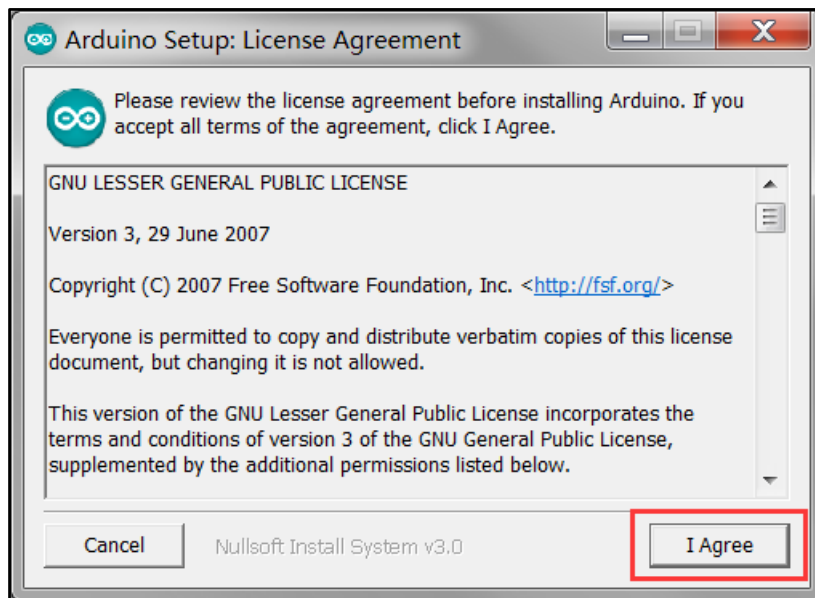 Arduino Setup: License Agreement
Please review the license agreement before installing Arduino. If you
accept all terms of the agreement, click I Agree.
GNU LESSER GENERAL PUBLIC LICENSE
Version 3, 29 June 2007
Copyright (C) 2007 Free Software Foundation, Inc. <http://fsf.org/>
Everyone is permitted to copy and distribute verbatim copies of this license
document, but changing it is not allowed.
This version of the GNU Lesser General Public License incorporates the
terms and conditions of version 3 of the GNU General Public License,
supplemented by the additional permissions listed below.
Cancel
Nullsoft Install System v3.0
I Agree